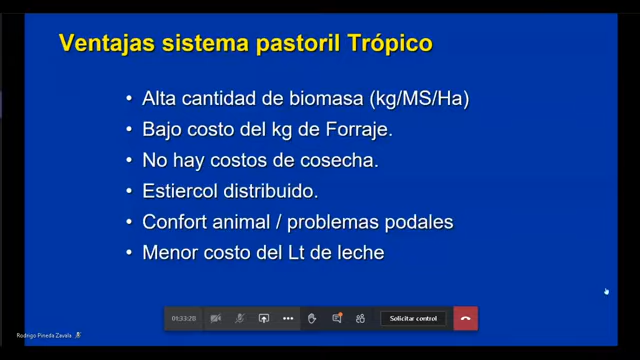 Ventajas sistema pastoril Trópico
• Alta cantidad de biomasa (kg/MS/Ha)
• Bajo costo del kg de Forraje.
• No hay costos de cosecha.
• Estiercol distribuido.
• Confort animal / problemas podales
• Menor costo del Lt de leche
01:33:20
Solicitar control
Rodrigo Pineda Zavala